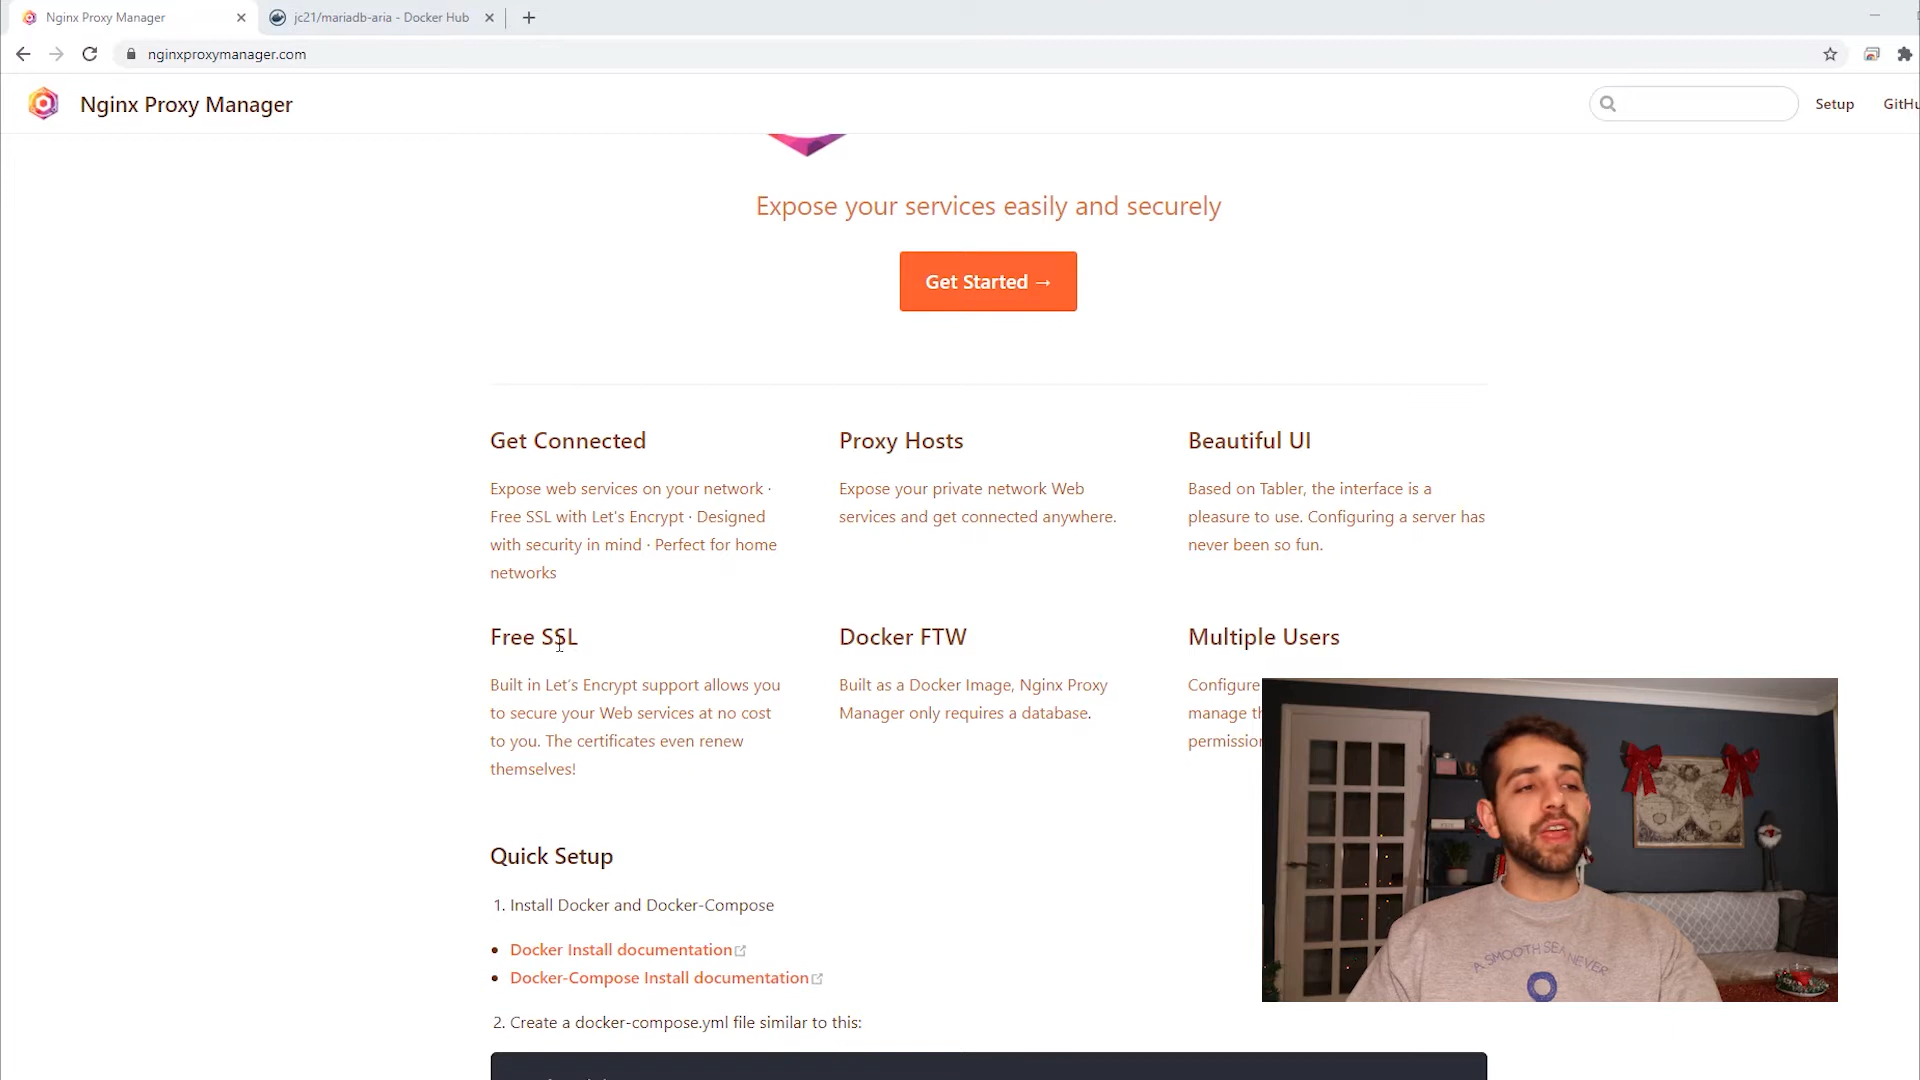 Nginx Proxy Manager
jc21/mariadb-aria - Docker Hub
nginxproxymanager.com
Nginx Proxy Manager
Setup
GitHu
Expose your services easily and securely
Get Started →
Get Connected
Expose web services on your network ·
Free SSL with Let's Encrypt · Designed
with security in mind · Perfect for home
networks
Proxy Hosts
Expose your private network Web
services and get connected anywhere.
Beautiful UI
Based on Tabler, the interface is a
pleasure to use. Configuring a server has
never been so fun.
Free SSL
Built in Let's Encrypt support allows you
to secure your Web services at no cost
to you. The certificates even renew
themselves!
Docker FTW
Built as a Docker Image, Nginx Proxy
Manager only requires a database.
Multiple Users
Configure
manage th
permission
Quick Setup
1. Install Docker and Docker-Compose
• Docker Install documentation
• Docker-Compose Install documentation
2. Create a docker-compose.yml file similar to this:
A SMOOTH SEA NEVER